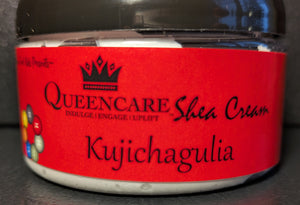 QUEENCARE Shea Cream
INDULGE | ENGAGE | UPLIFT
Kujichagulia